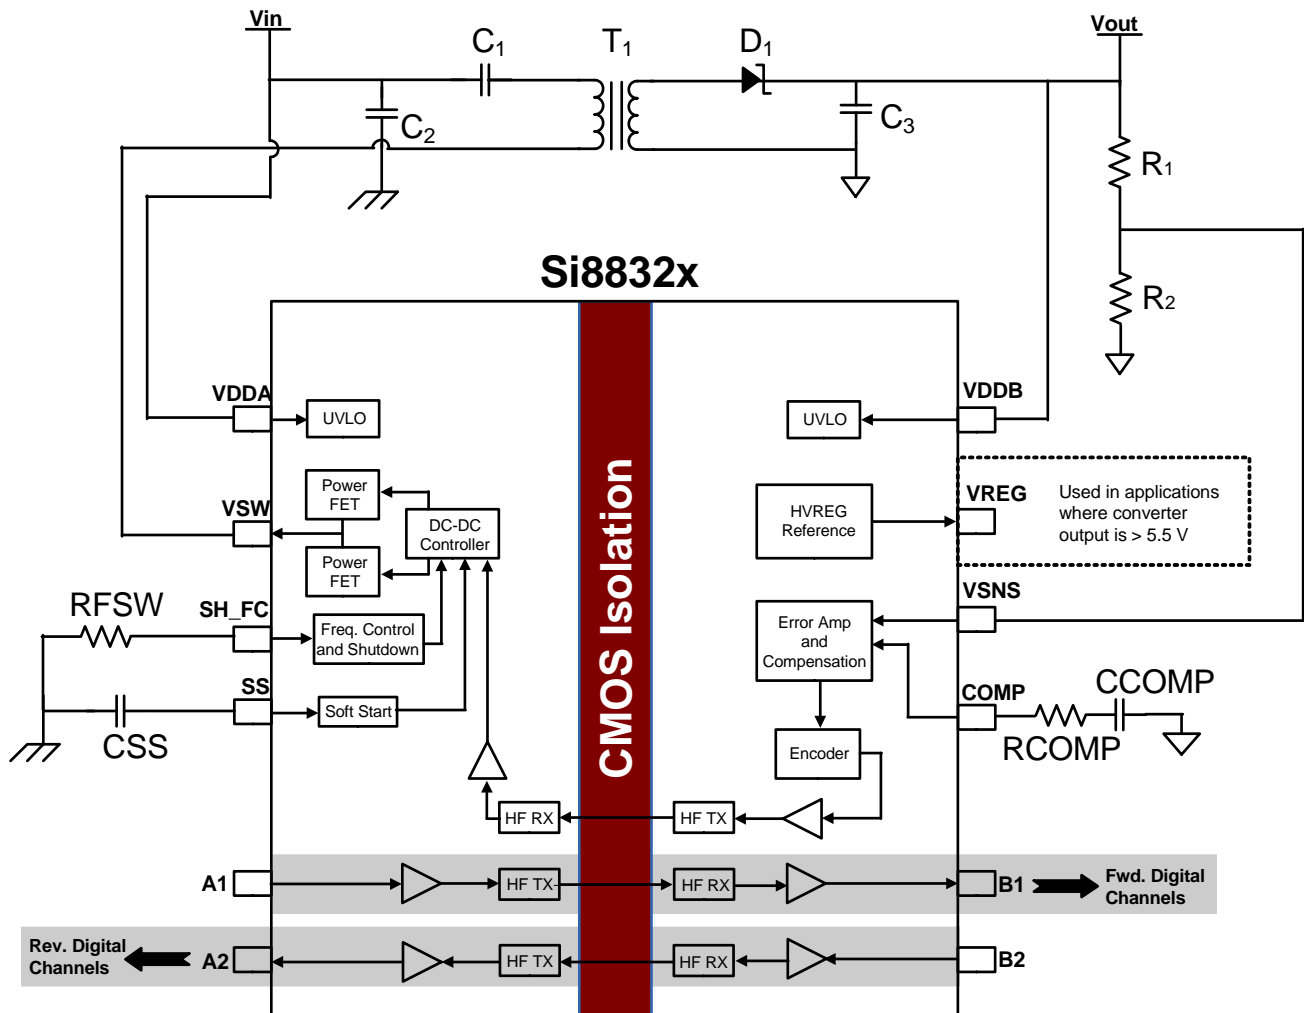 Vin
Vout
C1
T1
D1
C2
C3
R1
R2
Si8832x
VDDA
UVLO
UVLO
VDDB
Power
FET
VSW
DC-DC
Controller
Power
FET
HVREG
Reference
VREG
Used in applications
where converter
output is > 5.5 V
CMOS Isolation
RFSW
SH_FC
Freq. Control
and Shutdown
Error Amp
and
Compensation
VSNS
SS
Soft Start
CSS
COMP
CCOMP
RCOMP
Encoder
HF RX
HF TX
A1
HF TX
HF RX
B1
Fwd. Digital
Channels
Rev. Digital
Channels
A2
HF TX
HF RX
B2